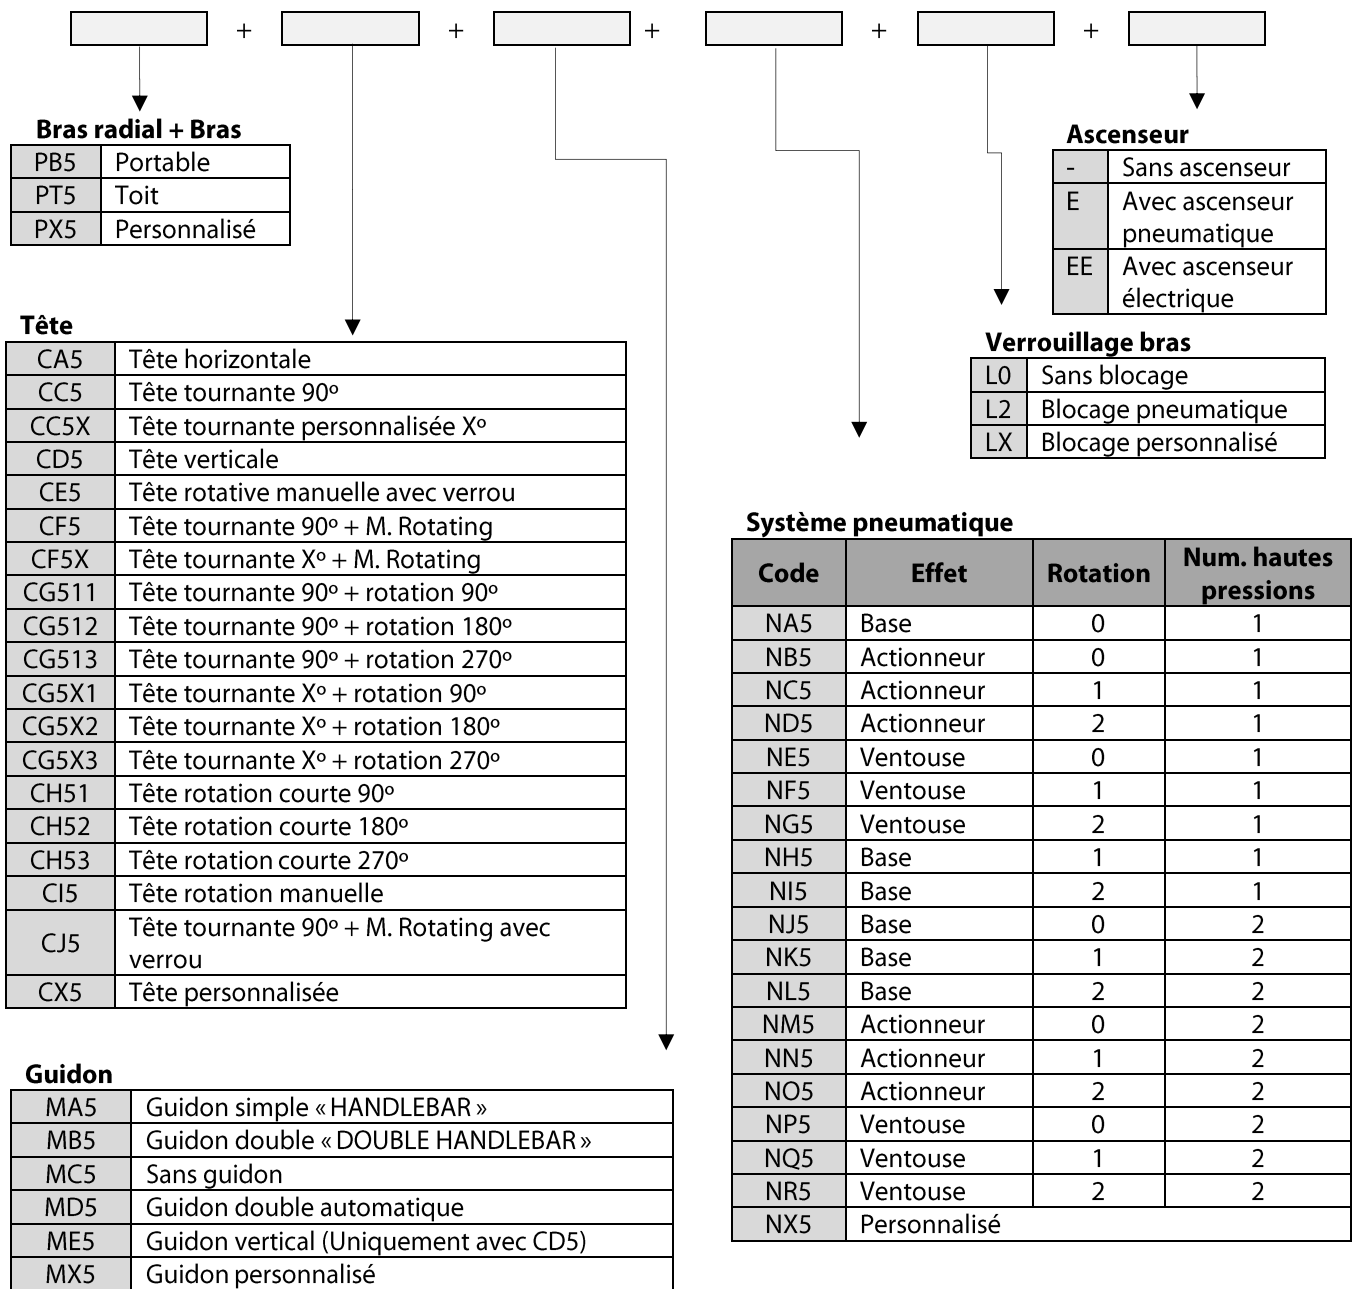 + + + + +
Bras radial + Bras
PB5 Portable
PT5 Toit
PX5 Personnalisé
Ascenseur
- Sans ascenseur
E Avec ascenseur
pneumatique
EE Avec ascenseur
électrique
Tête
CA5 Tête horizontale
CC5 Tête tournante 90º
CC5X Tête tournante personnalisée Xº
CD5 Tête verticale
CE5 Tête rotative manuelle avec verrou
CF5 Tête tournante 90º + M. Rotating
CF5X Tête tournante Xº + M. Rotating
CG511 Tête tournante 90º + rotation 90º
CG512 Tête tournante 90º + rotation 180º
CG513 Tête tournante 90º + rotation 270º
CG5X1 Tête tournante Xº + rotation 90º
CG5X2 Tête tournante Xº + rotation 180º
CG5X3 Tête tournante Xº + rotation 270º
CH51 Tête rotation courte 90º
CH52 Tête rotation courte 180º
CH53 Tête rotation courte 270º
CI5 Tête rotation manuelle
CJ5 Tête tournante 90º + M. Rotating avec
verrou
CX5 Tête personnalisée
Verrouillage bras
L0 Sans blocage
L2 Blocage pneumatique
LX Blocage personnalisé
Système pneumatique
Code Effet Rotation Num. hautes
pressions
NA5 Base 0 1
NB5 Actionneur 0 1
NC5 Actionneur 1 1
ND5 Actionneur 2 1
NE5 Ventouse 0 1
NF5 Ventouse 1 1
NG5 Ventouse 2 1
NH5 Base 1 1
NI5 Base 2 1
NJ5 Base 0 2
NK5 Base 1 2
NL5 Base 2 2
NM5 Actionneur 0 2
NN5 Actionneur 1 2
NO5 Actionneur 2 2
NP5 Ventouse 0 2
NQ5 Ventouse 1 2
NR5 Ventouse 2 2
NX5 Personnalisé
Guidon
MA5 Guidon simple « HANDLEBAR »
MB5 Guidon double « DOUBLE HANDLEBAR »
MC5 Sans guidon
MD5 Guidon double automatique
ME5 Guidon vertical (Uniquement avec CD5)
MX5 Guidon personnalisé